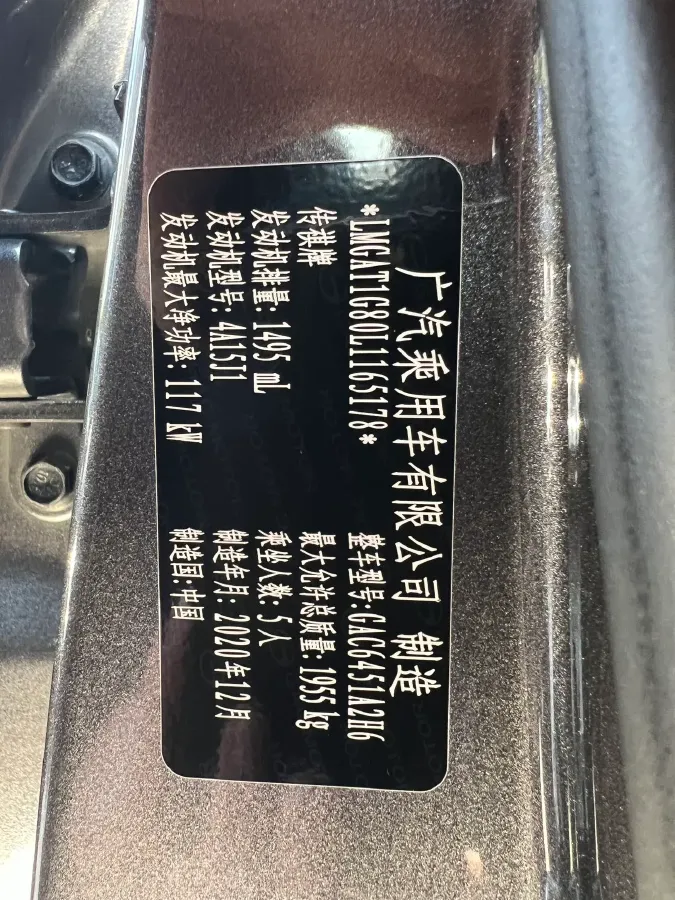 广汽乘用车有限公司 制造
*LMGAT1G80L1165178* 整车型号:GAC6451A2H6
传祺牌 最大允许总质量:1955 kg
发动机排量:1495 mL 乘坐人数:5人
发动机型号:4A15J1 制造年月:2020年12月
发动机最大净功率:117 kW 制造国:中国